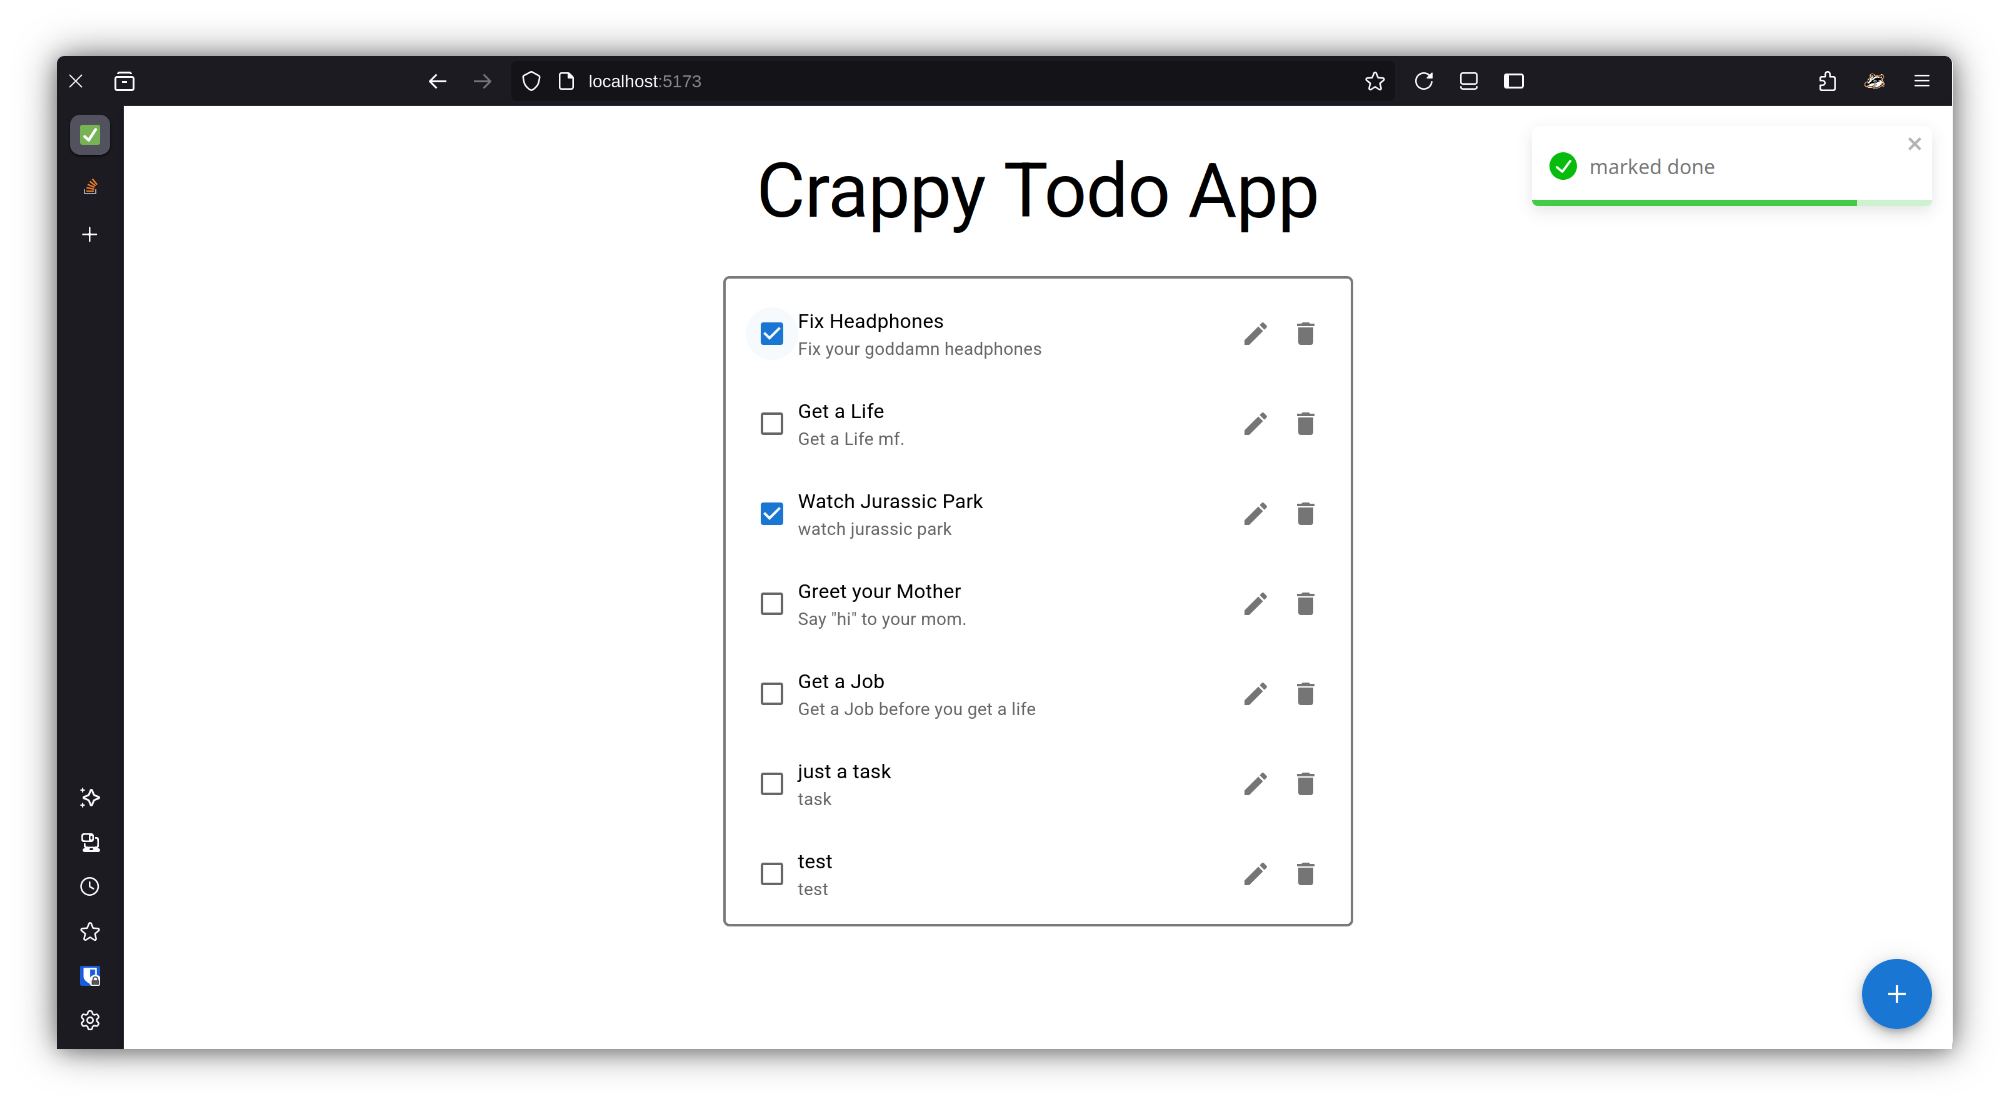 localhost:5173
marked done
Crappy Todo App
Fix Headphones
Fix your goddamn headphones
Get a Life
Get a Life mf.
Watch Jurassic Park
watch jurassic park
Greet your Mother
Say "hi" to your mom.
Get a Job
Get a Job before you get a life
just a task
task
test
test